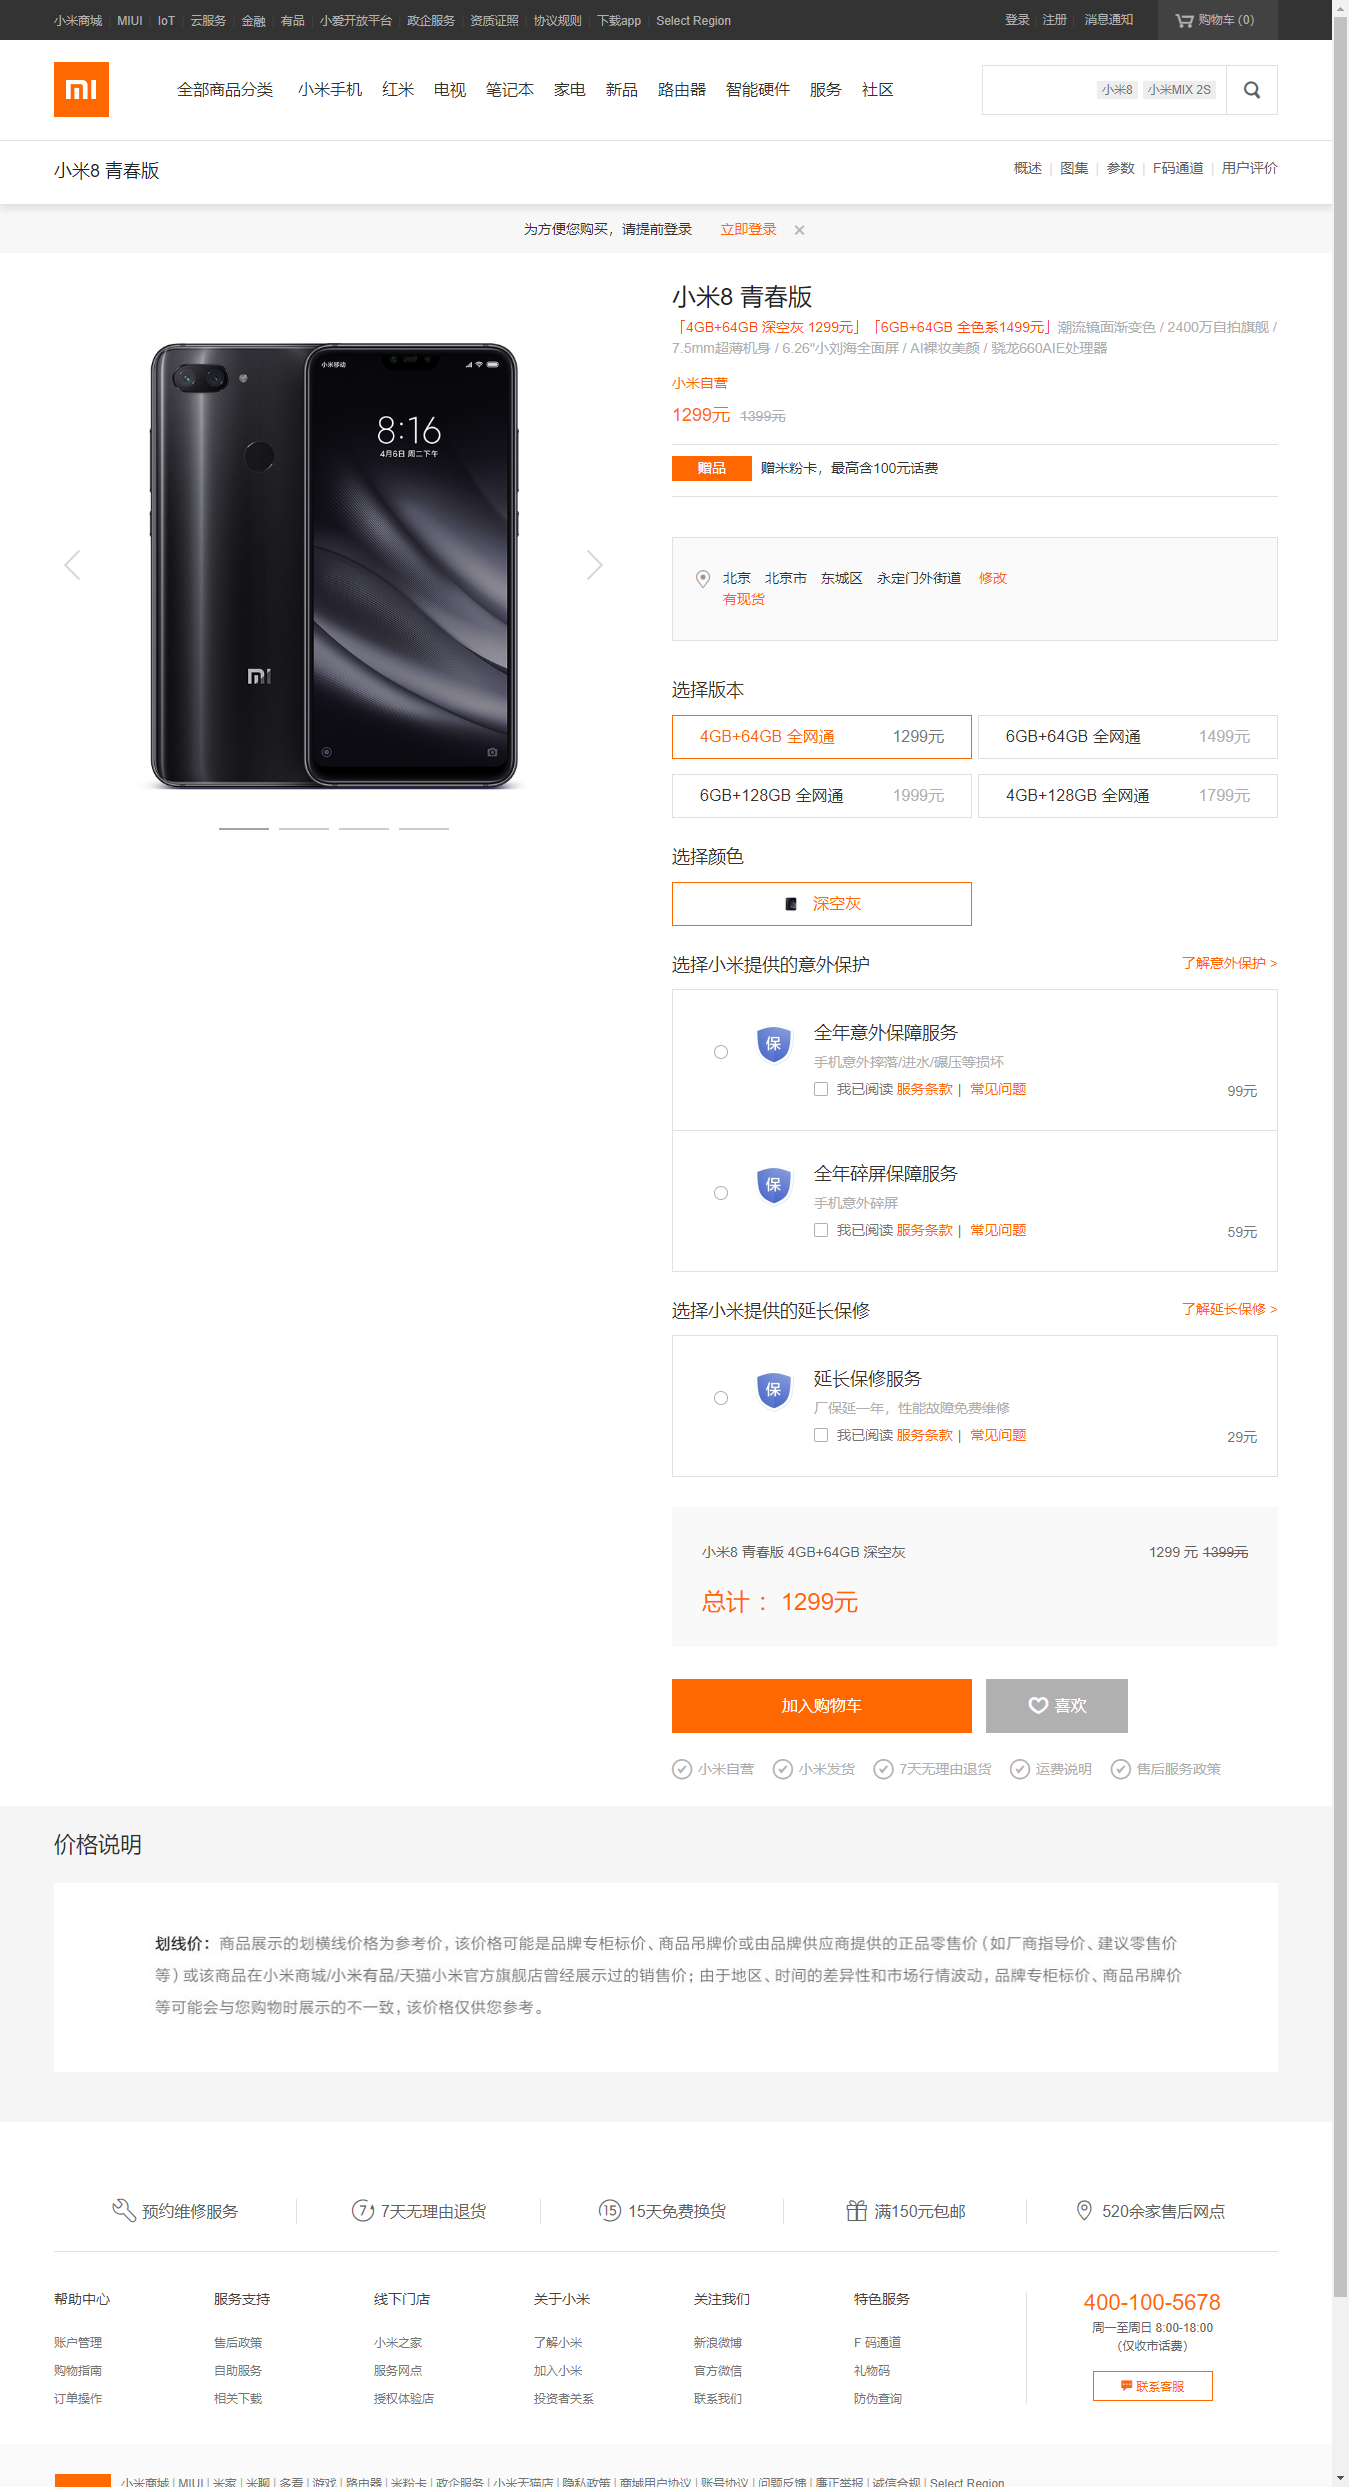 小米商城 | MIUI | IoT | 云服务 | 金融 | 有品 | 小爱开放平台 | 政企服务 | 资质证照 | 协议规则 | 下载app | Select Region
登录 | 注册 | 消息通知 购物车 (0)
全部商品分类 小米手机 红米 电视 笔记本 家电 新品 路由器 智能硬件 服务 社区
小米8 小米MIX 2S
小米8 青春版
概述 | 图集 | 参数 | F码通道 | 用户评价
为方便您购买，请提前登录 立即登录 ×
小米移动
8:16
4月6日 周二下午
小米8 青春版
「4GB+64GB 深空灰 1299元」「6GB+64GB 全色系1499元」潮流镜面渐变色 / 2400万自拍旗舰 /
7.5mm超薄机身 / 6.26"小刘海全面屏 / AI裸妆美颜 / 骁龙660AIE处理器
小米自营
1299元 1399元
赠品 赠米粉卡，最高含100元话费
北京 北京市 东城区 永定门外街道 修改
有现货
选择版本
4GB+64GB 全网通 1299元
6GB+64GB 全网通 1499元
6GB+128GB 全网通 1999元
4GB+128GB 全网通 1799元
选择颜色
深空灰
选择小米提供的意外保护 了解意外保护 >
保
全年意外保障服务
手机意外摔落/进水/碾压等损坏
我已阅读 服务条款 | 常见问题 99元
保
全年碎屏保障服务
手机意外碎屏
我已阅读 服务条款 | 常见问题 59元
选择小米提供的延长保修 了解延长保修 >
保
延长保修服务
厂保延一年，性能故障免费维修
我已阅读 服务条款 | 常见问题 29元
小米8 青春版 4GB+64GB 深空灰 1299 元 1399元
总计 ：1299元
加入购物车 喜欢
小米自营 小米发货 7天无理由退货 运费说明 售后服务政策
价格说明
划线价：商品展示的划横线价格为参考价，该价格可能是品牌专柜标价、商品吊牌价或由品牌供应商提供的正品零售价（如厂商指导价、建议零售价
等）或该商品在小米商城/小米有品/天猫小米官方旗舰店曾经展示过的销售价；由于地区、时间的差异性和市场行情波动，品牌专柜标价、商品吊牌价
等可能会与您购物时展示的不一致，该价格仅供您参考。
预约维修服务 7 7天无理由退货 15 15天免费换货 满150元包邮 520余家售后网点
帮助中心 服务支持 线下门店 关于小米 关注我们 特色服务
账户管理 售后政策 小米之家 了解小米 新浪微博 F 码通道
购物指南 自助服务 服务网点 加入小米 官方微信 礼物码
订单操作 相关下载 授权体验店 投资者关系 联系我们 防伪查询
400-100-5678
周一至周日 8:00-18:00
（仅收市话费）
联系客服
小米商城 | MIUI | 米家 | 米聊 | 多看 | 游戏 | 路由器 | 米粉卡 | 政企服务 | 小米天猫店 | 隐私政策 | 商城用户协议 | 账号协议 | 问题反馈 | 廉正举报 | 诚信合规 | Select Region